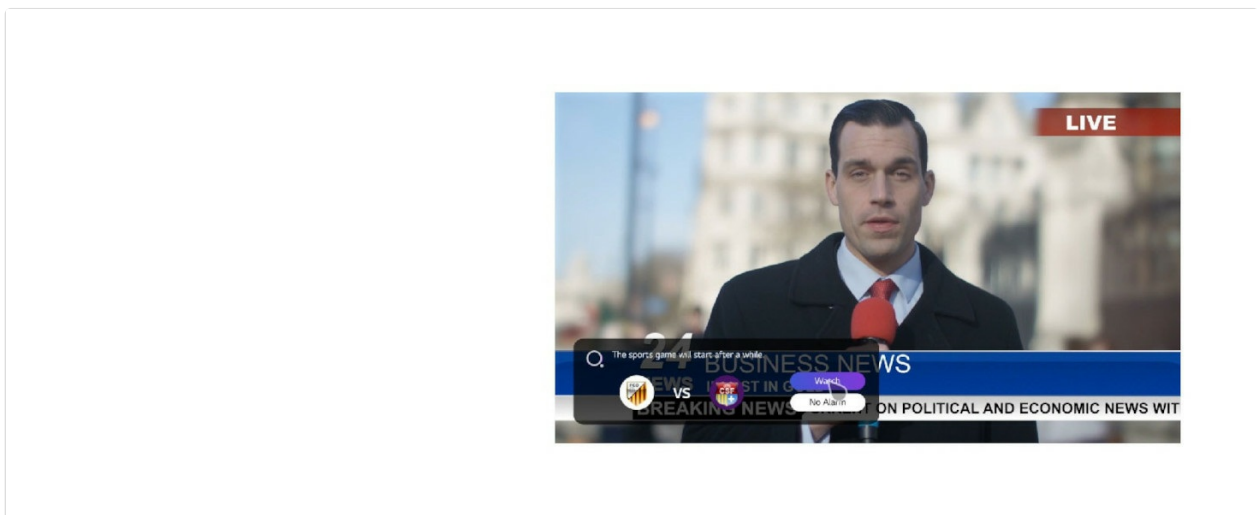 LIVE
The sports game will start after a while.
24
BUSINESS NEWS
NEWS
VS
CSF
Watch
No Alarm
BREAKING NEWS
ON POLITICAL AND ECONOMIC NEWS WIT